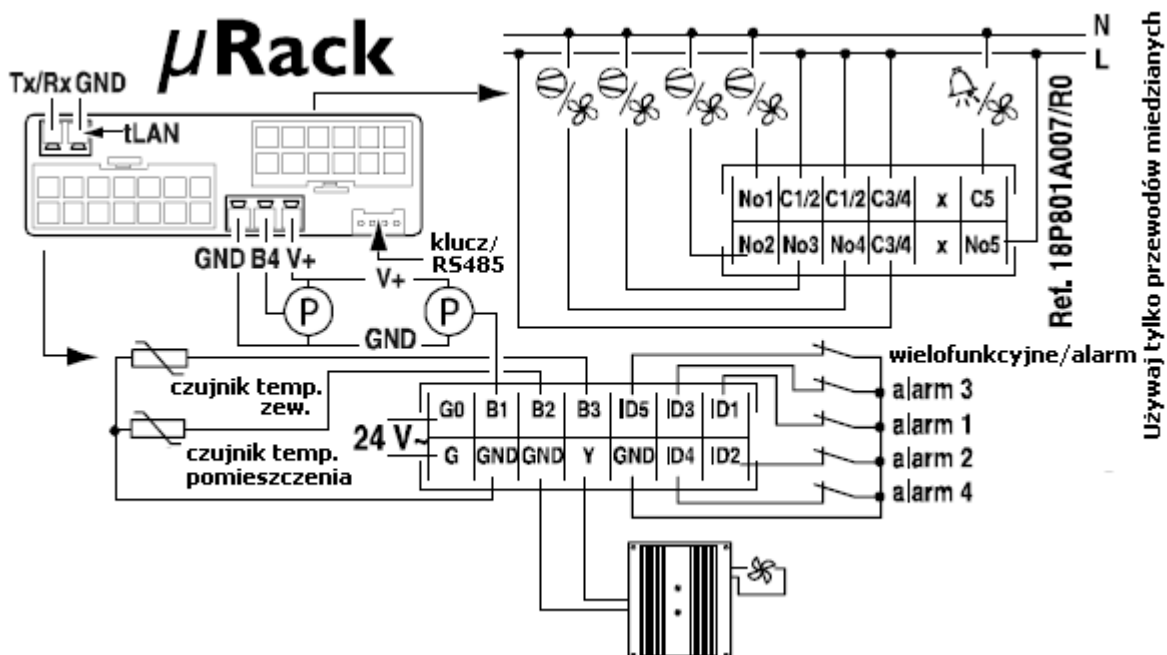 µRack
N
L
Tx/Rx GND
tLAN
No1 C1/2 C1/2 C3/4 x C5
No2 No3 No4 C3/4 x No5
GND B4 V+
klucz/
RS485
V+
P
P
GND
czujnik temp.
zew.
czujnik temp.
pomieszczenia
24 V~
G0 B1 B2 B3 ID5 ID3 ID1
G GND GND Y GND ID4 ID2
wielofunkcyjne/alarm
alarm 3
alarm 1
alarm 2
alarm 4
Ref. 18P801A007/R0
Używaj tylko przewodów miedzianych